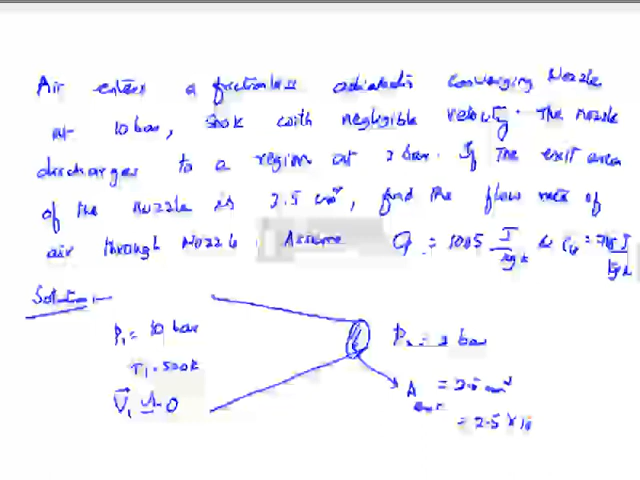 Air enters a frictionless adiabatic converging Nozzle
at 10 bar, 500K with negligible velocity. The nozzle
discharges to a region at 2 bar. If the exit area
of the Nozzle is 2.5 cm², find the flow rate of
air through Nozzle. Assume Cp = 1005 J/kg K & Cv = 718 J/kg K
Solution:-
P₁ = 10 bar
P₂ = 2 bar
T₁ = 500K
V₁ ≈ 0
A = 2.5 cm²
= 2.5 × 10